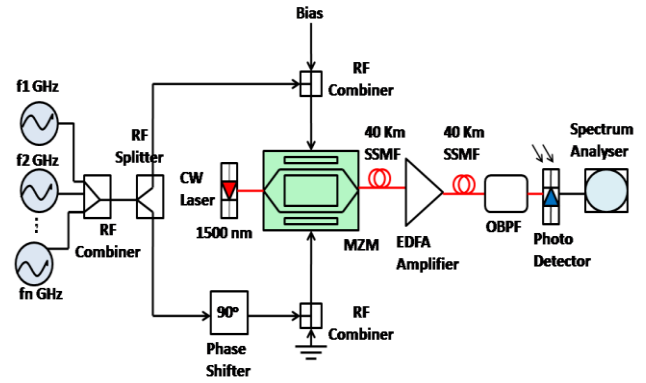 Bias
f1 GHz
RF
Combiner
RF
Splitter
40 Km
SSMF
40 Km
SSMF
Spectrum
Analyser
f2 GHz
CW
Laser
1500 nm
RF
Combiner
MZM
EDFA
Amplifier
OBPF
Photo
Detector
fn GHz
90º
Phase
Shifter
RF
Combiner